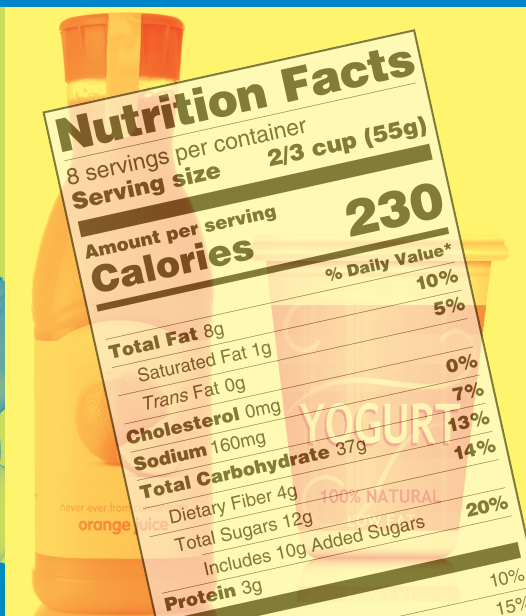 Nutrition Facts
8 servings per container
Serving size 2/3 cup (55g)
Amount per serving
Calories 230
% Daily Value*
Total Fat 8g 10%
Saturated Fat 1g 5%
Trans Fat 0g
Cholesterol 0mg 0%
Sodium 160mg 7%
Total Carbohydrate 37g 13%
Dietary Fiber 4g 14%
Total Sugars 12g
Includes 10g Added Sugars 20%
Protein 3g
10%
15%
YOGURT
100% NATURAL
LOW FAT
never ever from
orange juice